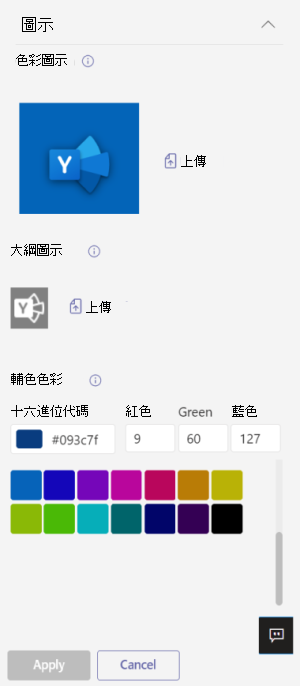 圖示
色彩圖示
Y
上傳
大綱圖示
Y
上傳
輔色色彩
十六進位代碼 紅色 Green 藍色
#093c7f 9 60 127
Apply Cancel